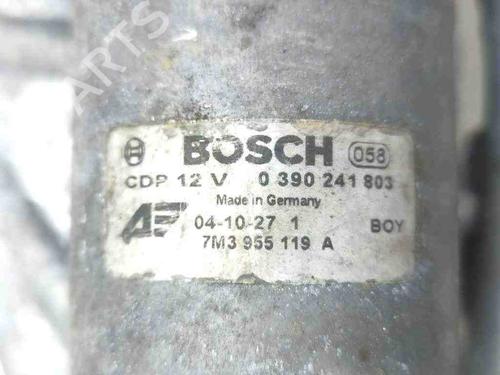 PARTS
BOSCH 058
CDP 12 V 0 390 241 803
Made in Germany
04-10-27 1 BOY
7M3 955 119 A